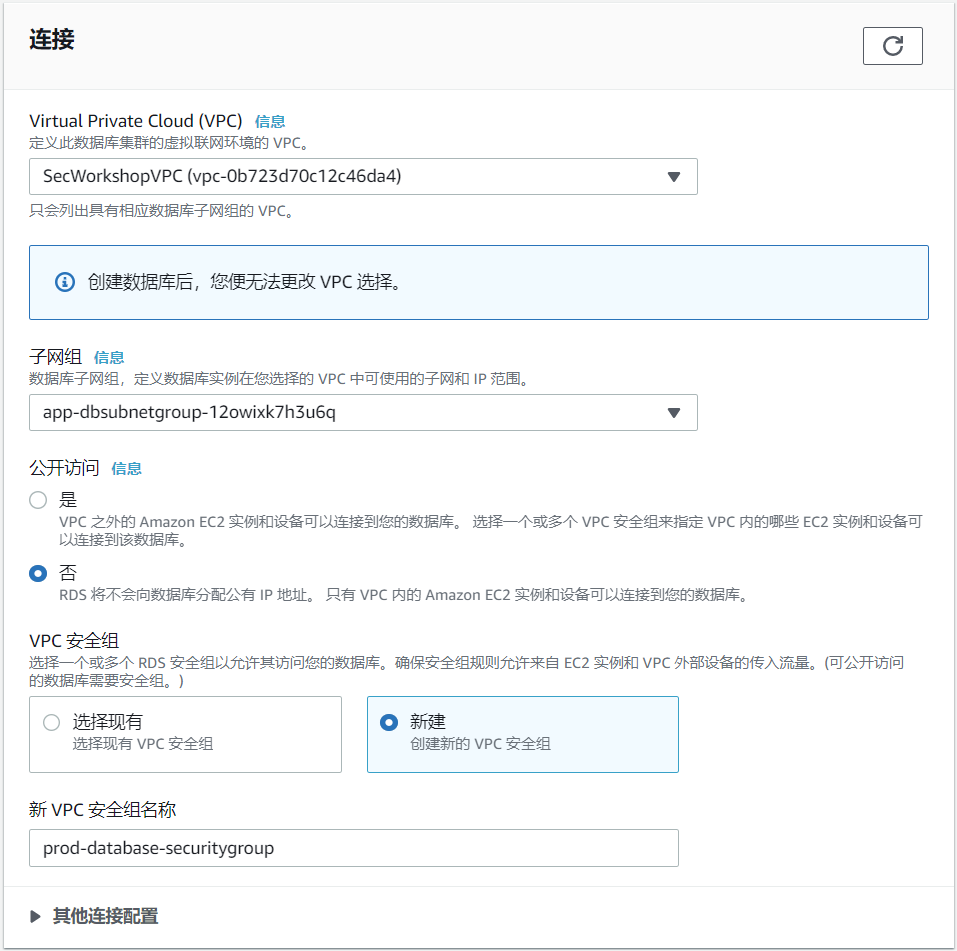 连接
Virtual Private Cloud (VPC) 信息
定义此数据库集群的虚拟联网环境的 VPC。
SecWorkshopVPC (vpc-0b723d70c12c46da4)
只会列出具有相应数据库子网组的 VPC。
创建数据库后，您便无法更改 VPC 选择。
子网组 信息
数据库子网组，定义数据库实例在您选择的 VPC 中可使用的子网和 IP 范围。
app-dbsubnetgroup-12owixk7h3u6q
公开访问 信息
是
VPC 之外的 Amazon EC2 实例和设备可以连接到您的数据库。 选择一个或多个 VPC 安全组来指定 VPC 内的哪些 EC2 实例和设备可
以连接到该数据库。
否
RDS 将不会向数据库分配公有 IP 地址。 只有 VPC 内的 Amazon EC2 实例和设备可以连接到您的数据库。
VPC 安全组
选择一个或多个 RDS 安全组以允许其访问您的数据库。确保安全组规则允许来自 EC2 实例和 VPC 外部设备的传入流量。(可公开访问
的数据库需要安全组。)
选择现有
选择现有 VPC 安全组
新建
创建新的 VPC 安全组
新 VPC 安全组名称
prod-database-securitygroup
其他连接配置